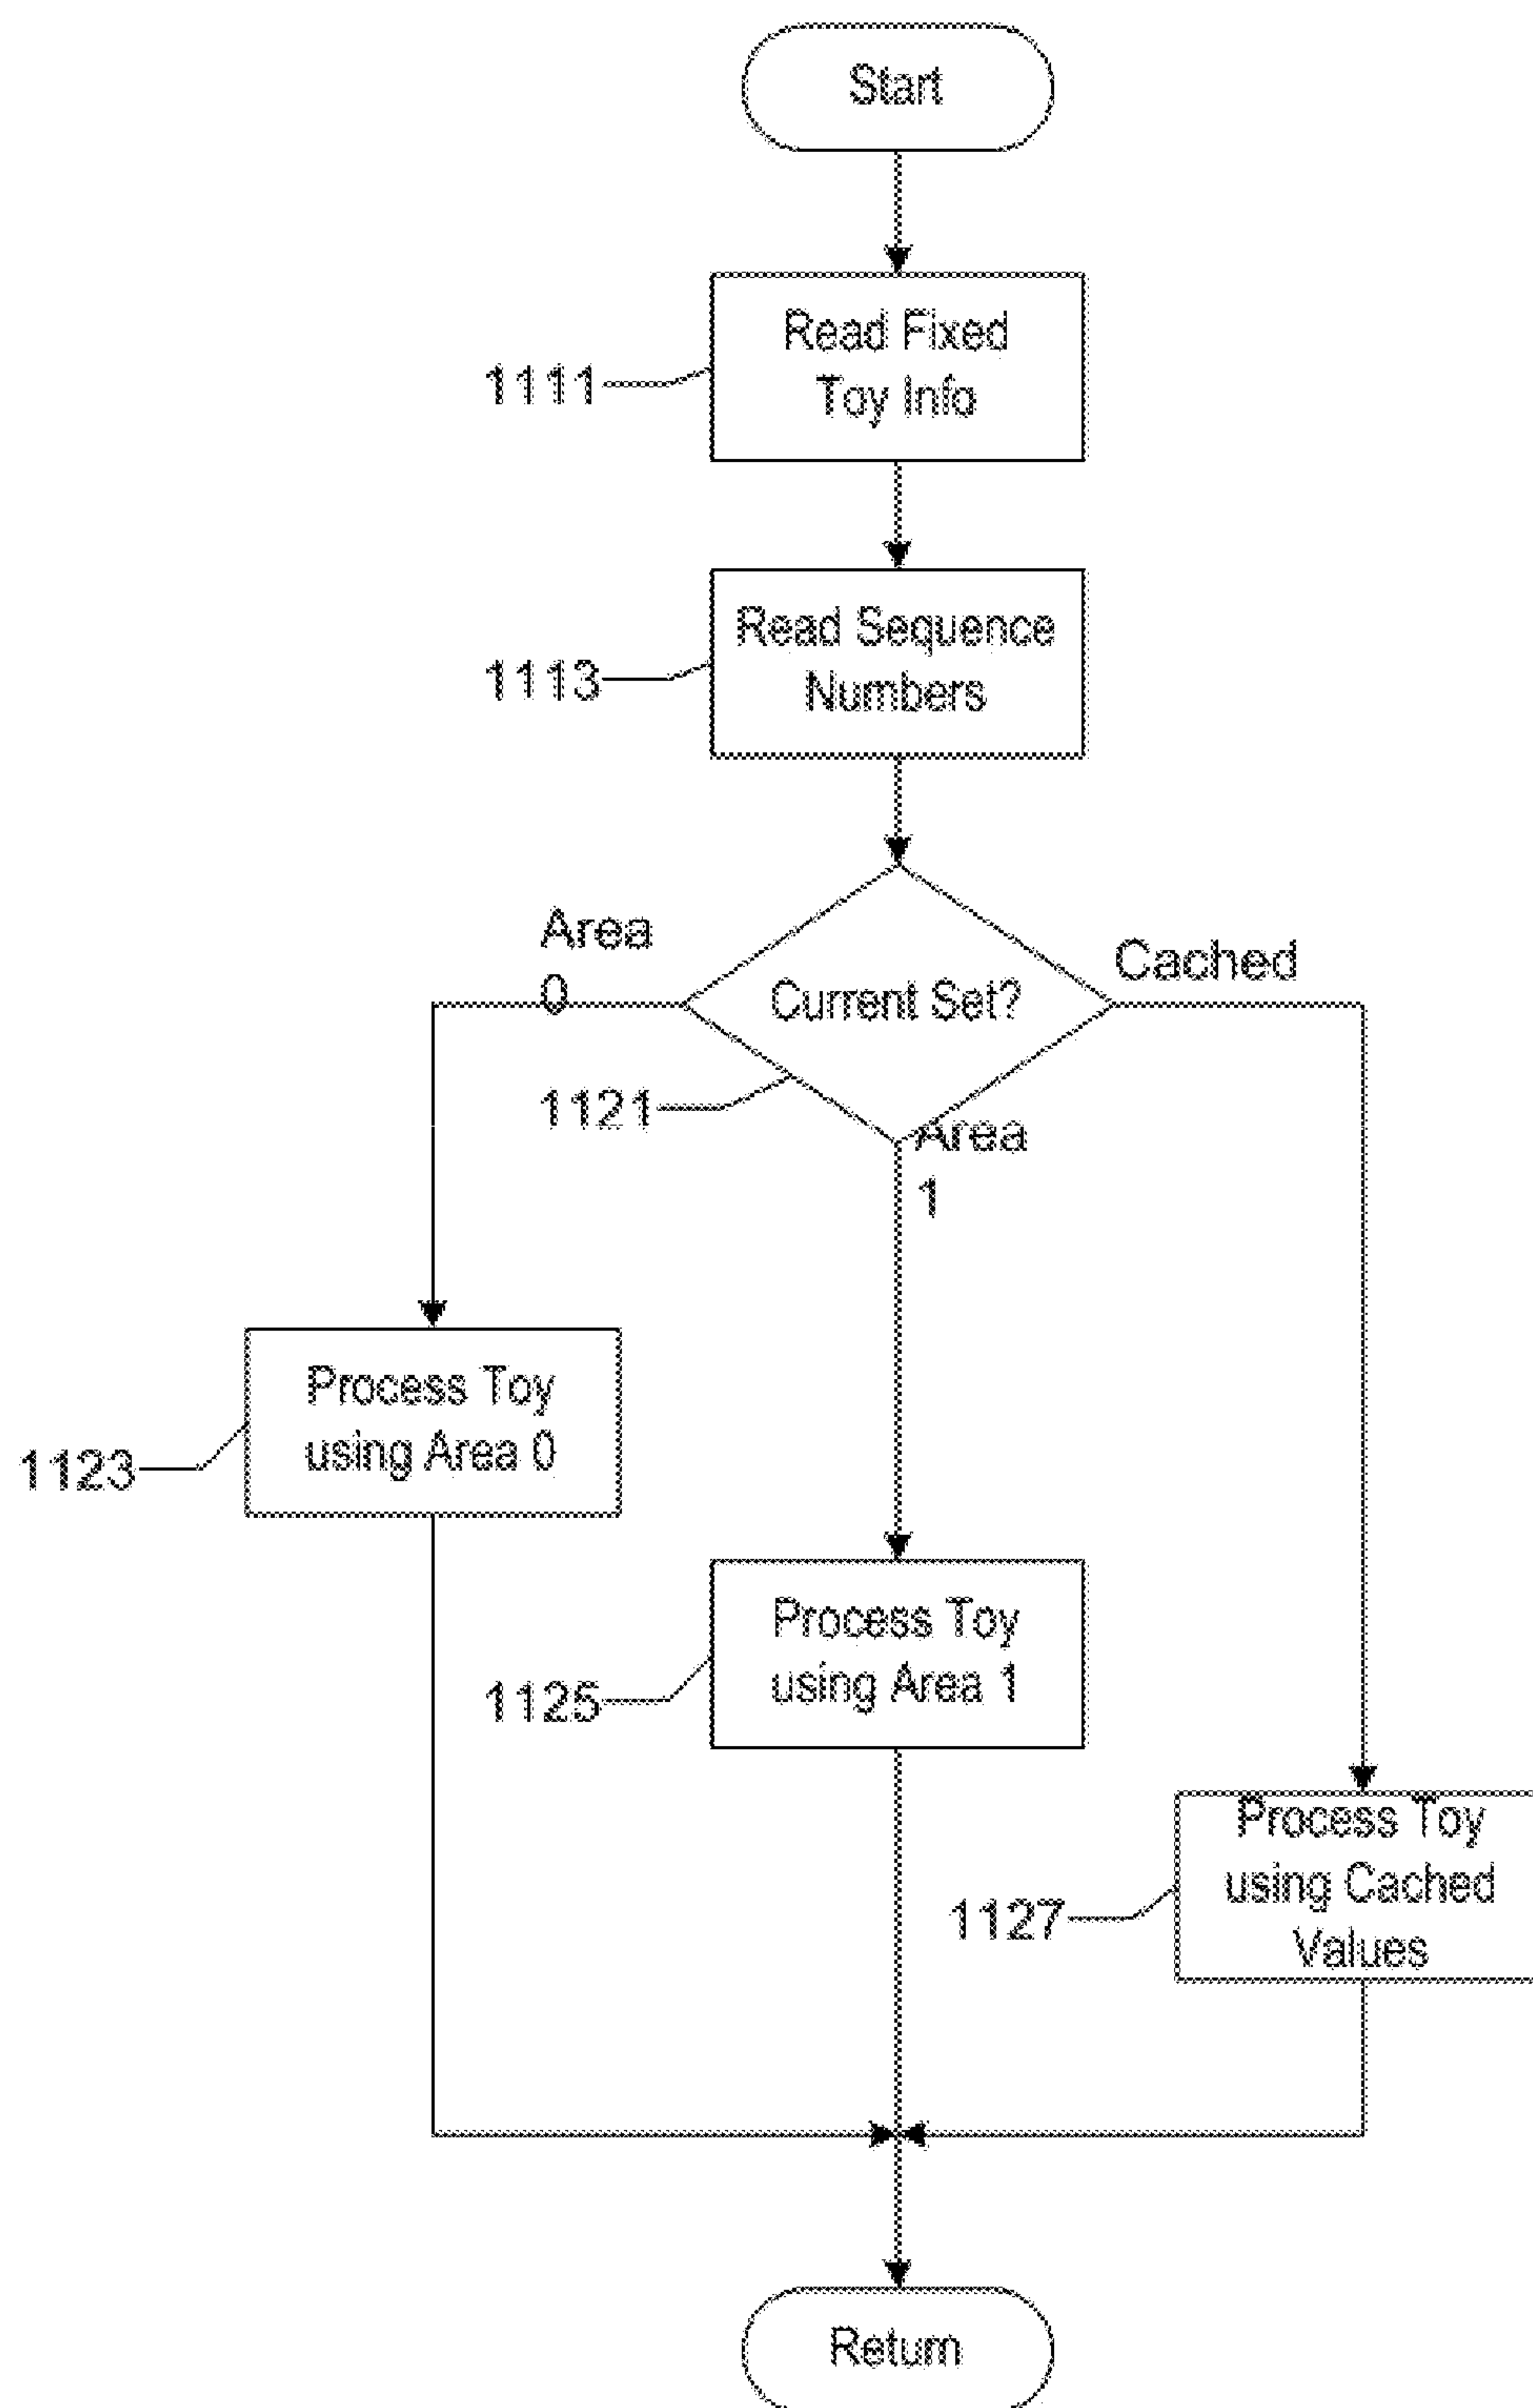 Start
Read Fixed
Toy Info
1111
Read Sequence
Numbers
1113
Area
0
Current Set?
Cached
1121
Area
1
Process Toy
using Area 0
1123
Process Toy
using Area 1
1125
Process Toy
using Cached
Values
1127
Return